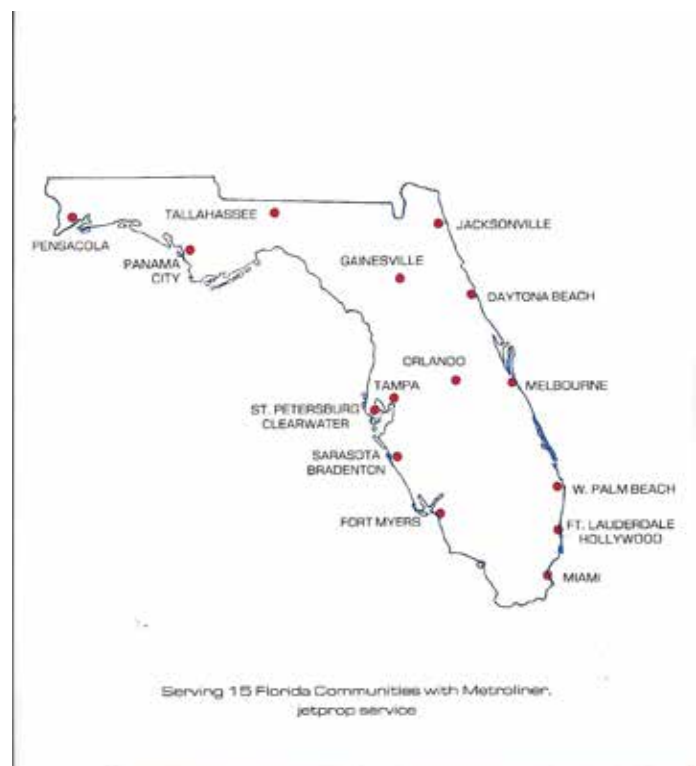 TALLAHASSEE
JACKSONVILLE
PENSACOLA
PANAMA
CITY
GAINESVILLE
DAYTONA BEACH
ORLANDO
TAMPA
MELBOURNE
ST. PETERSBURG
CLEARWATER
SARASOTA
BRADENTON
W. PALM BEACH
FORT MYERS
FT. LAUDERDALE
HOLLYWOOD
MIAMI
Serving 15 Florida Communities with Metroliner,
jetprop service